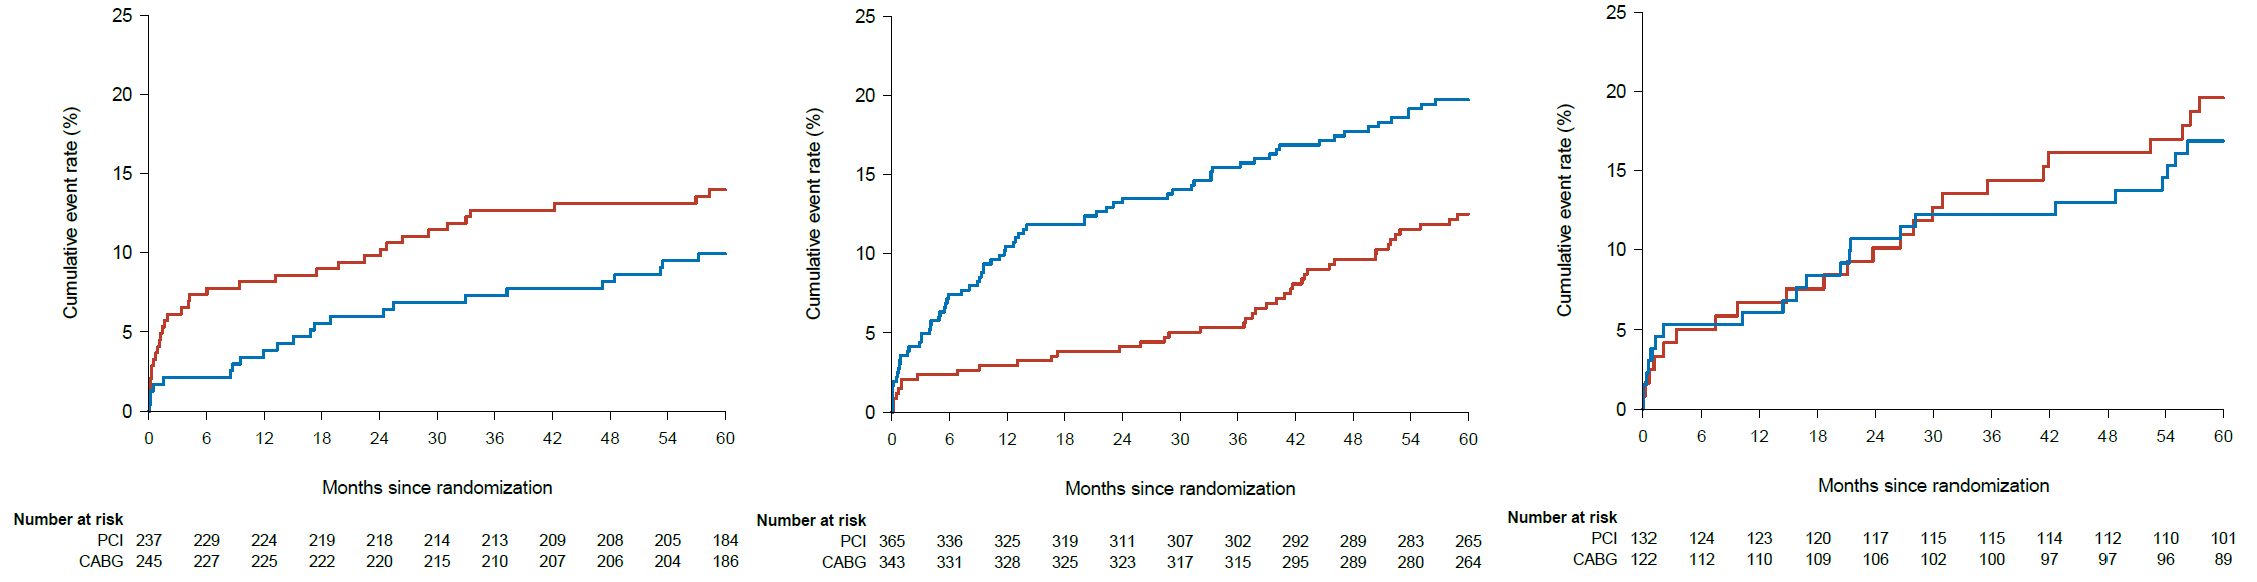 25
20
15
10
5
0
Cumulative event rate (%)
0 6 12 18 24 30 36 42 48 54 60
Months since randomization
Number at risk
PCI 237 229 224 219 218 214 213 209 208 205 184
CABG 245 227 225 222 220 215 210 207 206 204 186
25
20
15
10
5
0
Cumulative event rate (%)
0 6 12 18 24 30 36 42 48 54 60
Months since randomization
Number at risk
PCI 365 336 325 319 311 307 302 292 289 283 265
CABG 343 331 328 325 323 317 315 295 289 280 264
25
20
15
10
5
0
Cumulative event rate (%)
0 6 12 18 24 30 36 42 48 54 60
Months since randomization
Number at risk
PCI 132 124 123 120 117 115 115 114 112 110 101
CABG 122 112 110 109 106 102 100 97 97 96 89